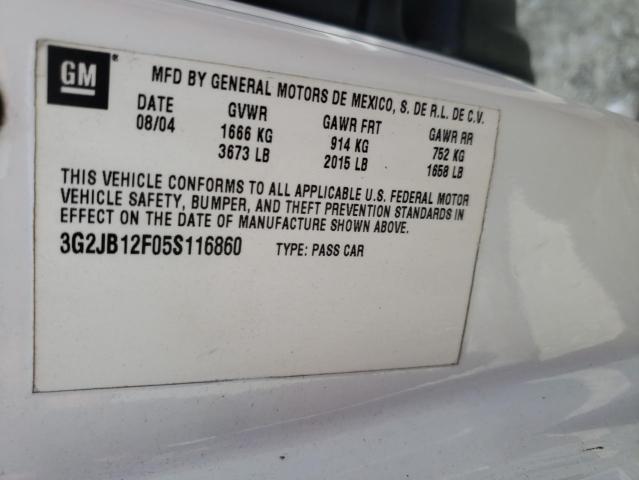 GM ®
MFD BY GENERAL MOTORS DE MEXICO, S. DE R.L. DE C.V.
DATE GVWR GAWR FRT GAWR RR
08/04 1666 KG 914 KG 752 KG
3673 LB 2015 LB 1658 LB
THIS VEHICLE CONFORMS TO ALL APPLICABLE U.S. FEDERAL MOTOR
VEHICLE SAFETY, BUMPER, AND THEFT PREVENTION STANDARDS IN
EFFECT ON THE DATE OF MANUFACTURE SHOWN ABOVE.
3G2JB12F05S116860 TYPE: PASS CAR